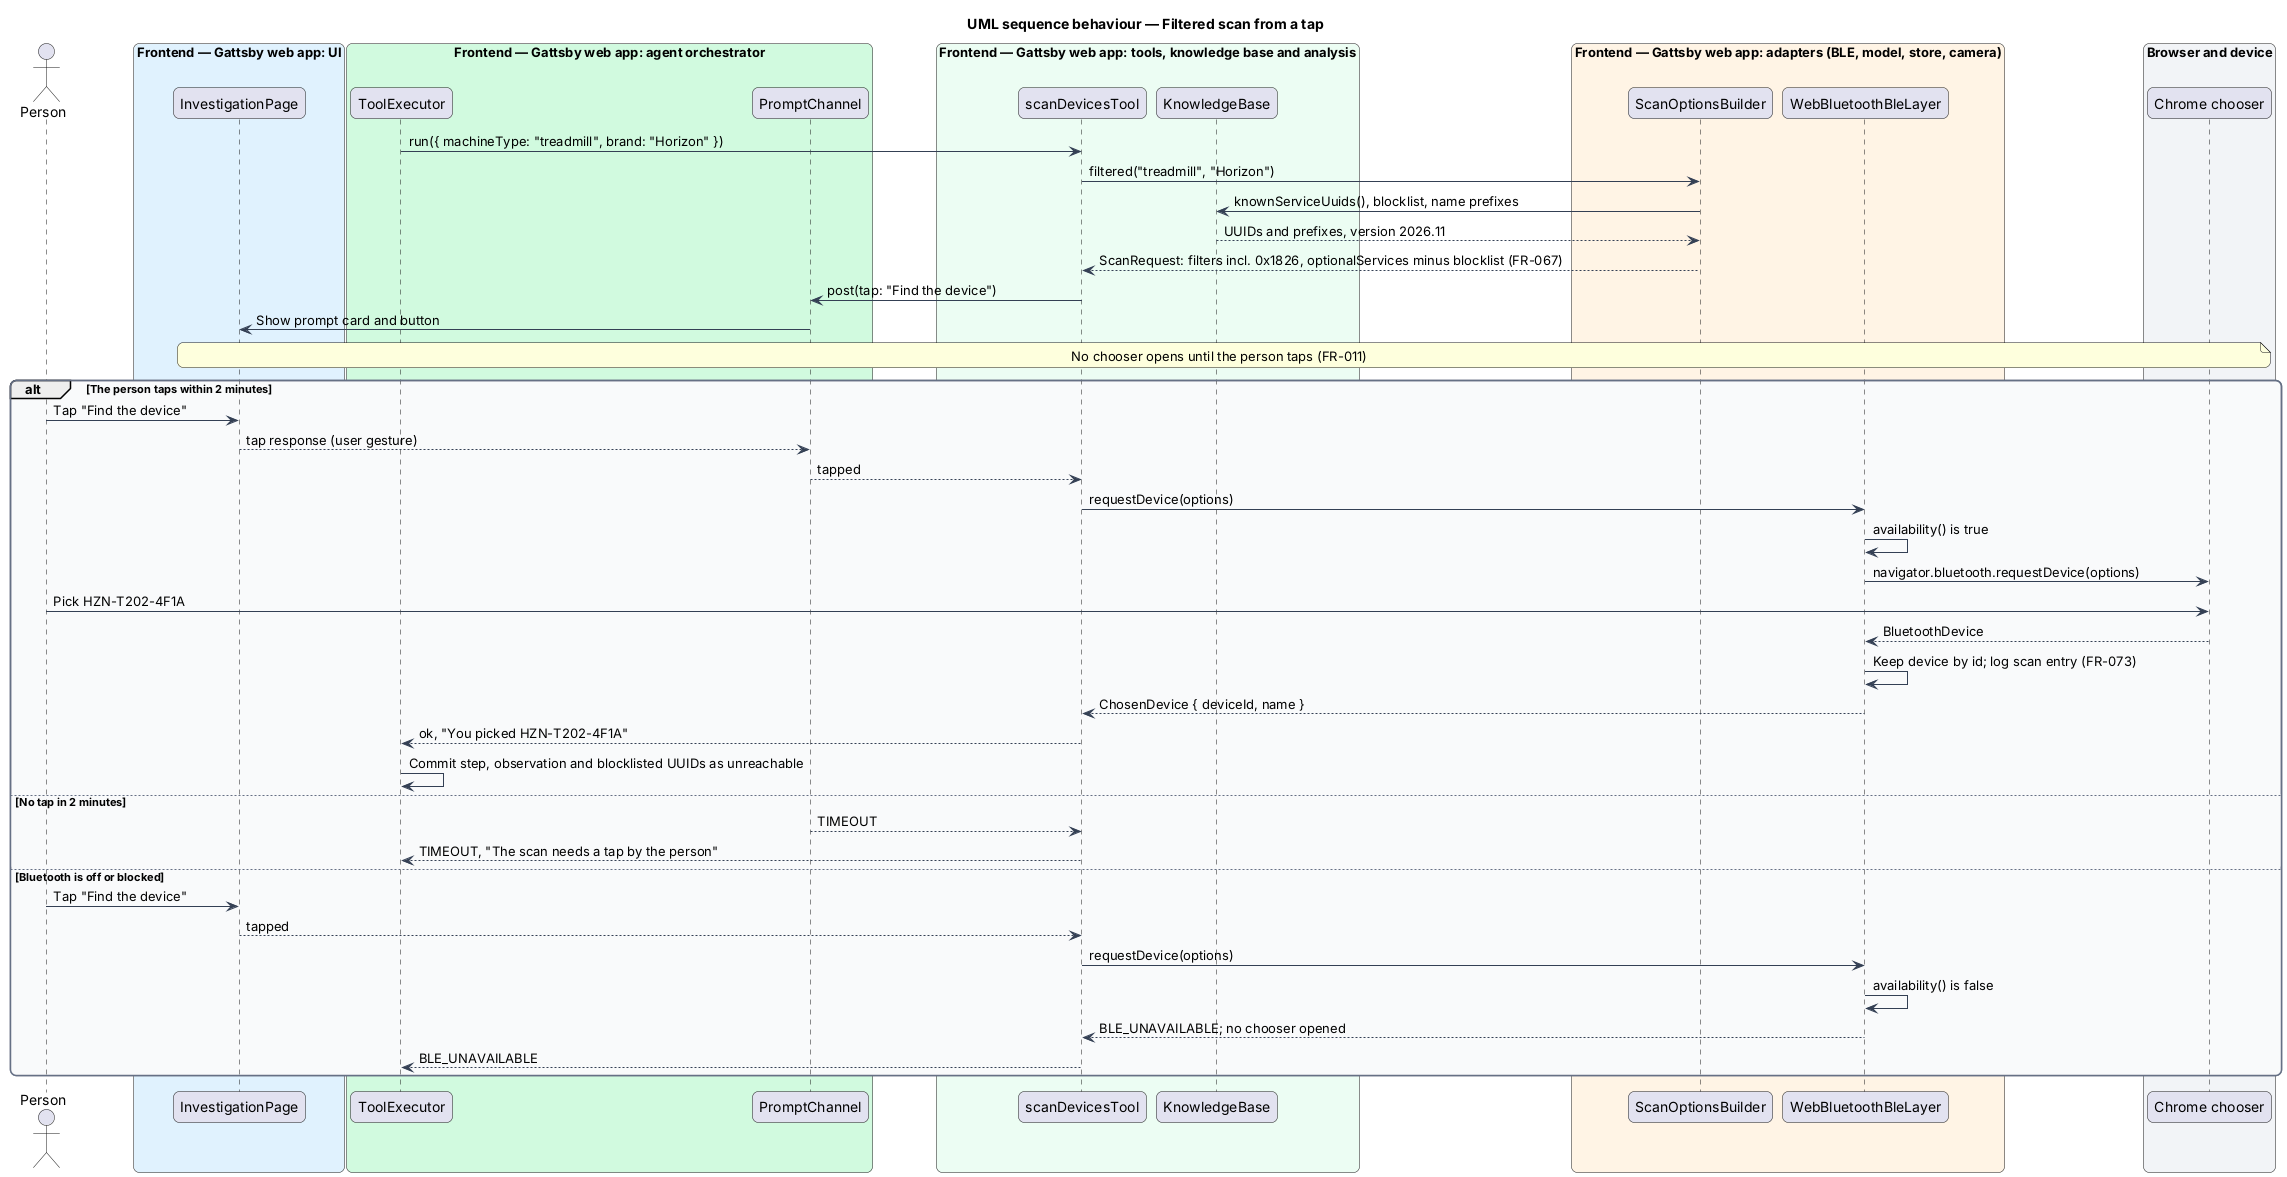 UML sequence behaviour — Filtered scan from a tap
Frontend — Gattsby web app: UI
Frontend — Gattsby web app: agent orchestrator
Frontend — Gattsby web app: tools, knowledge base and analysis
Frontend — Gattsby web app: adapters (BLE, model, store, camera)
Browser and device
Person
InvestigationPage
ToolExecutor
PromptChannel
scanDevicesTool
KnowledgeBase
ScanOptionsBuilder
WebBluetoothBleLayer
Chrome chooser
run({ machineType: "treadmill", brand: "Horizon" })
filtered("treadmill", "Horizon")
knownServiceUuids(), blocklist, name prefixes
UUIDs and prefixes, version 2026.11
ScanRequest: filters incl. 0x1826, optionalServices minus blocklist (FR-067)
post(tap: "Find the device")
Show prompt card and button
No chooser opens until the person taps (FR-011)
alt
[The person taps within 2 minutes]
Tap "Find the device"
tap response (user gesture)
tapped
requestDevice(options)
availability() is true
navigator.bluetooth.requestDevice(options)
Pick HZN-T202-4F1A
BluetoothDevice
Keep device by id; log scan entry (FR-073)
ChosenDevice { deviceId, name }
ok, "You picked HZN-T202-4F1A"
Commit step, observation and blocklisted UUIDs as unreachable
[No tap in 2 minutes]
TIMEOUT
TIMEOUT, "The scan needs a tap by the person"
[Bluetooth is off or blocked]
Tap "Find the device"
tapped
requestDevice(options)
availability() is false
BLE_UNAVAILABLE; no chooser opened
BLE_UNAVAILABLE
Person
InvestigationPage
ToolExecutor
PromptChannel
scanDevicesTool
KnowledgeBase
ScanOptionsBuilder
WebBluetoothBleLayer
Chrome chooser